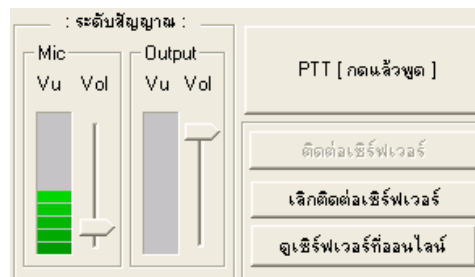 : ระดับสัญญาณ :
Mic
Output
Vu Vol
Vu Vol
PTT [ กดแล้วพูด ]
ติดต่อเซิร์ฟเวอร์
เลิกติดต่อเซิร์ฟเวอร์
ดูเซิร์ฟเวอร์ที่ออนไลน์